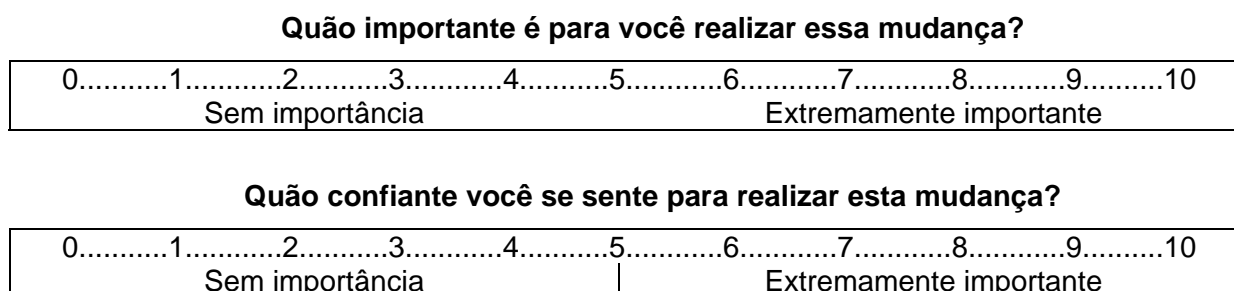 Quão importante é para você realizar essa mudança?
0...........1............2............3............4...........5............6............7............8............9..........10
Sem importância Extremamente importante
Quão confiante você se sente para realizar esta mudança?
0...........1............2............3............4...........5............6............7............8............9..........10
Sem importância Extremamente importante